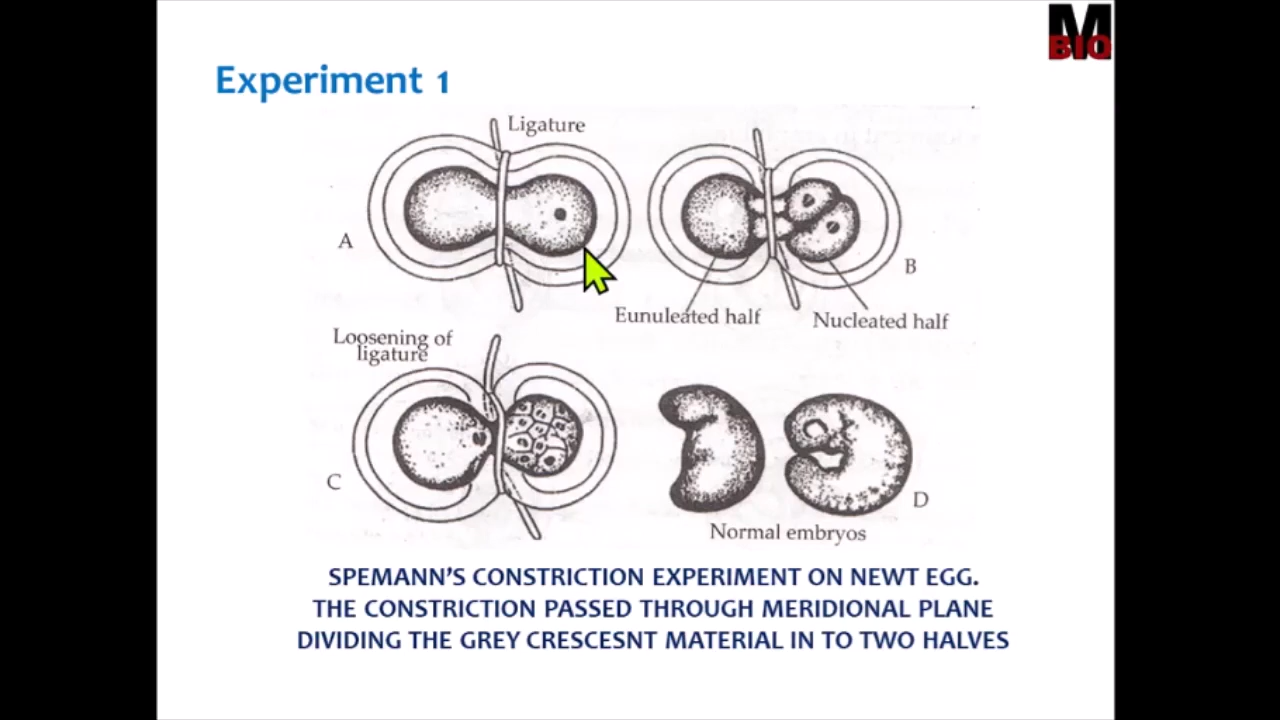 M
BIQ
Experiment 1
Ligature
A
B
Eunuleated half
Nucleated half
Loosening of
ligature
C
D
Normal embryos
SPEMANN'S CONSTRICTION EXPERIMENT ON NEWT EGG.
THE CONSTRICTION PASSED THROUGH MERIDIONAL PLANE
DIVIDING THE GREY CRESCESNT MATERIAL IN TO TWO HALVES